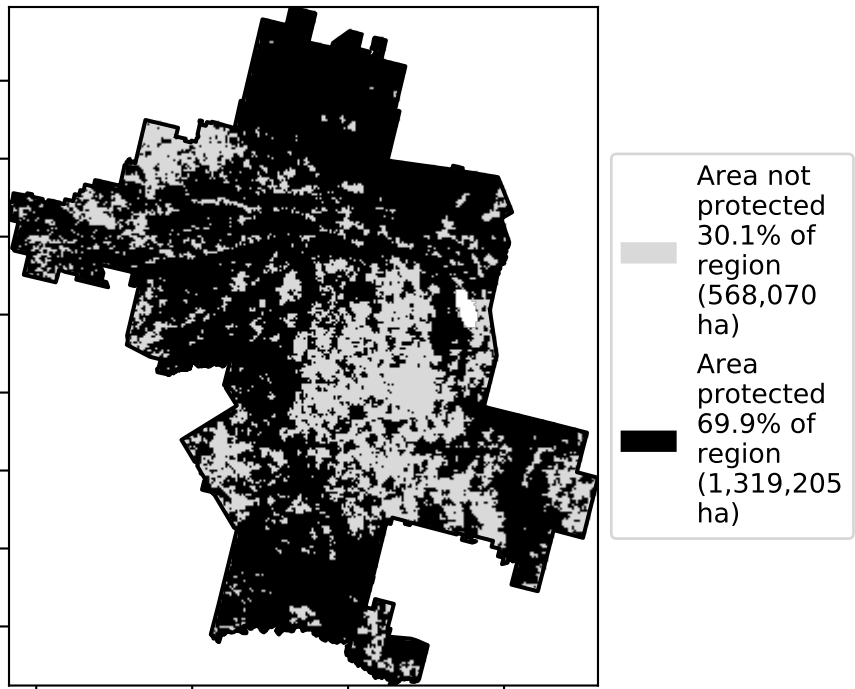 Area not
protected
30.1% of
region
(568,070
ha)
Area
protected
69.9% of
region
(1,319,205
ha)